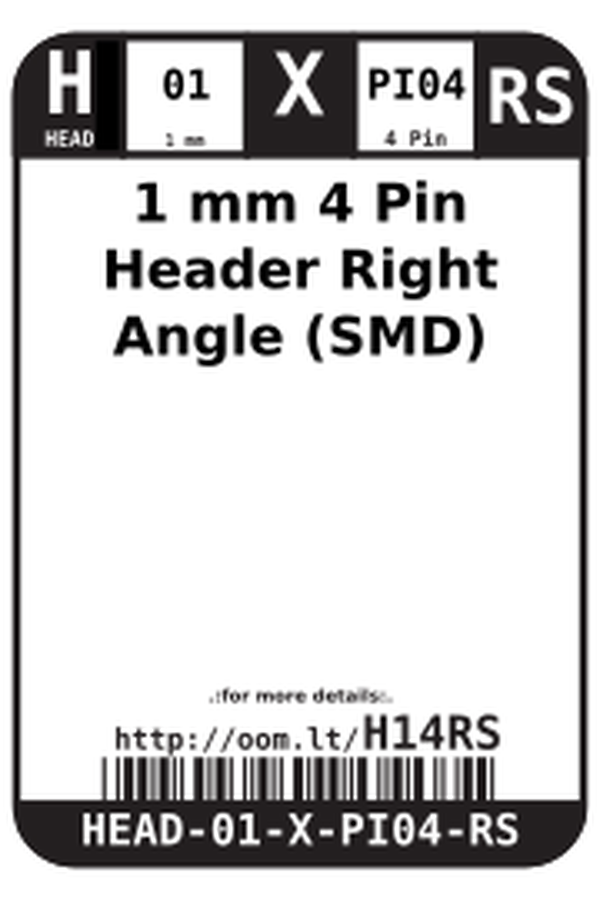 H 01 X PI04 RS
HEAD 1 mm 4 Pin
1 mm 4 Pin
Header Right
Angle (SMD)
.:for more details:.
http://oom.lt/H14RS
HEAD-01-X-PI04-RS